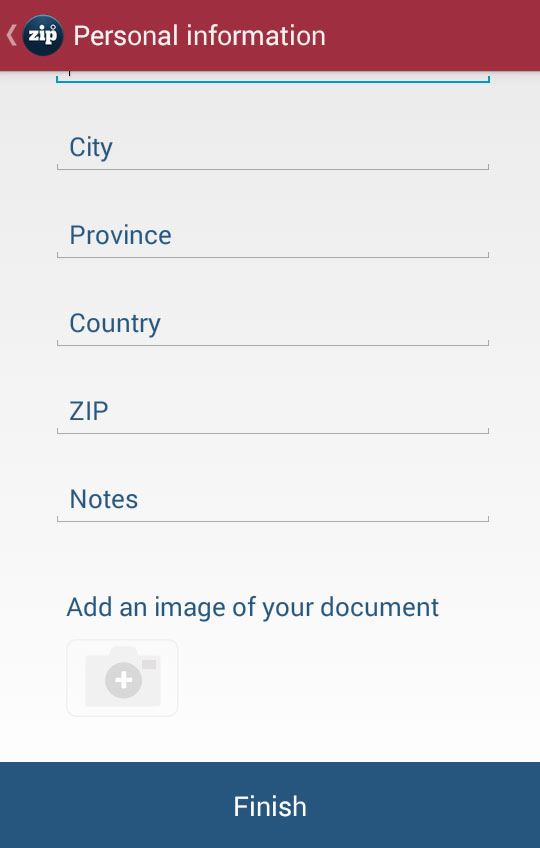 zip
Personal information
City
Province
Country
ZIP
Notes
Add an image of your document
Finish